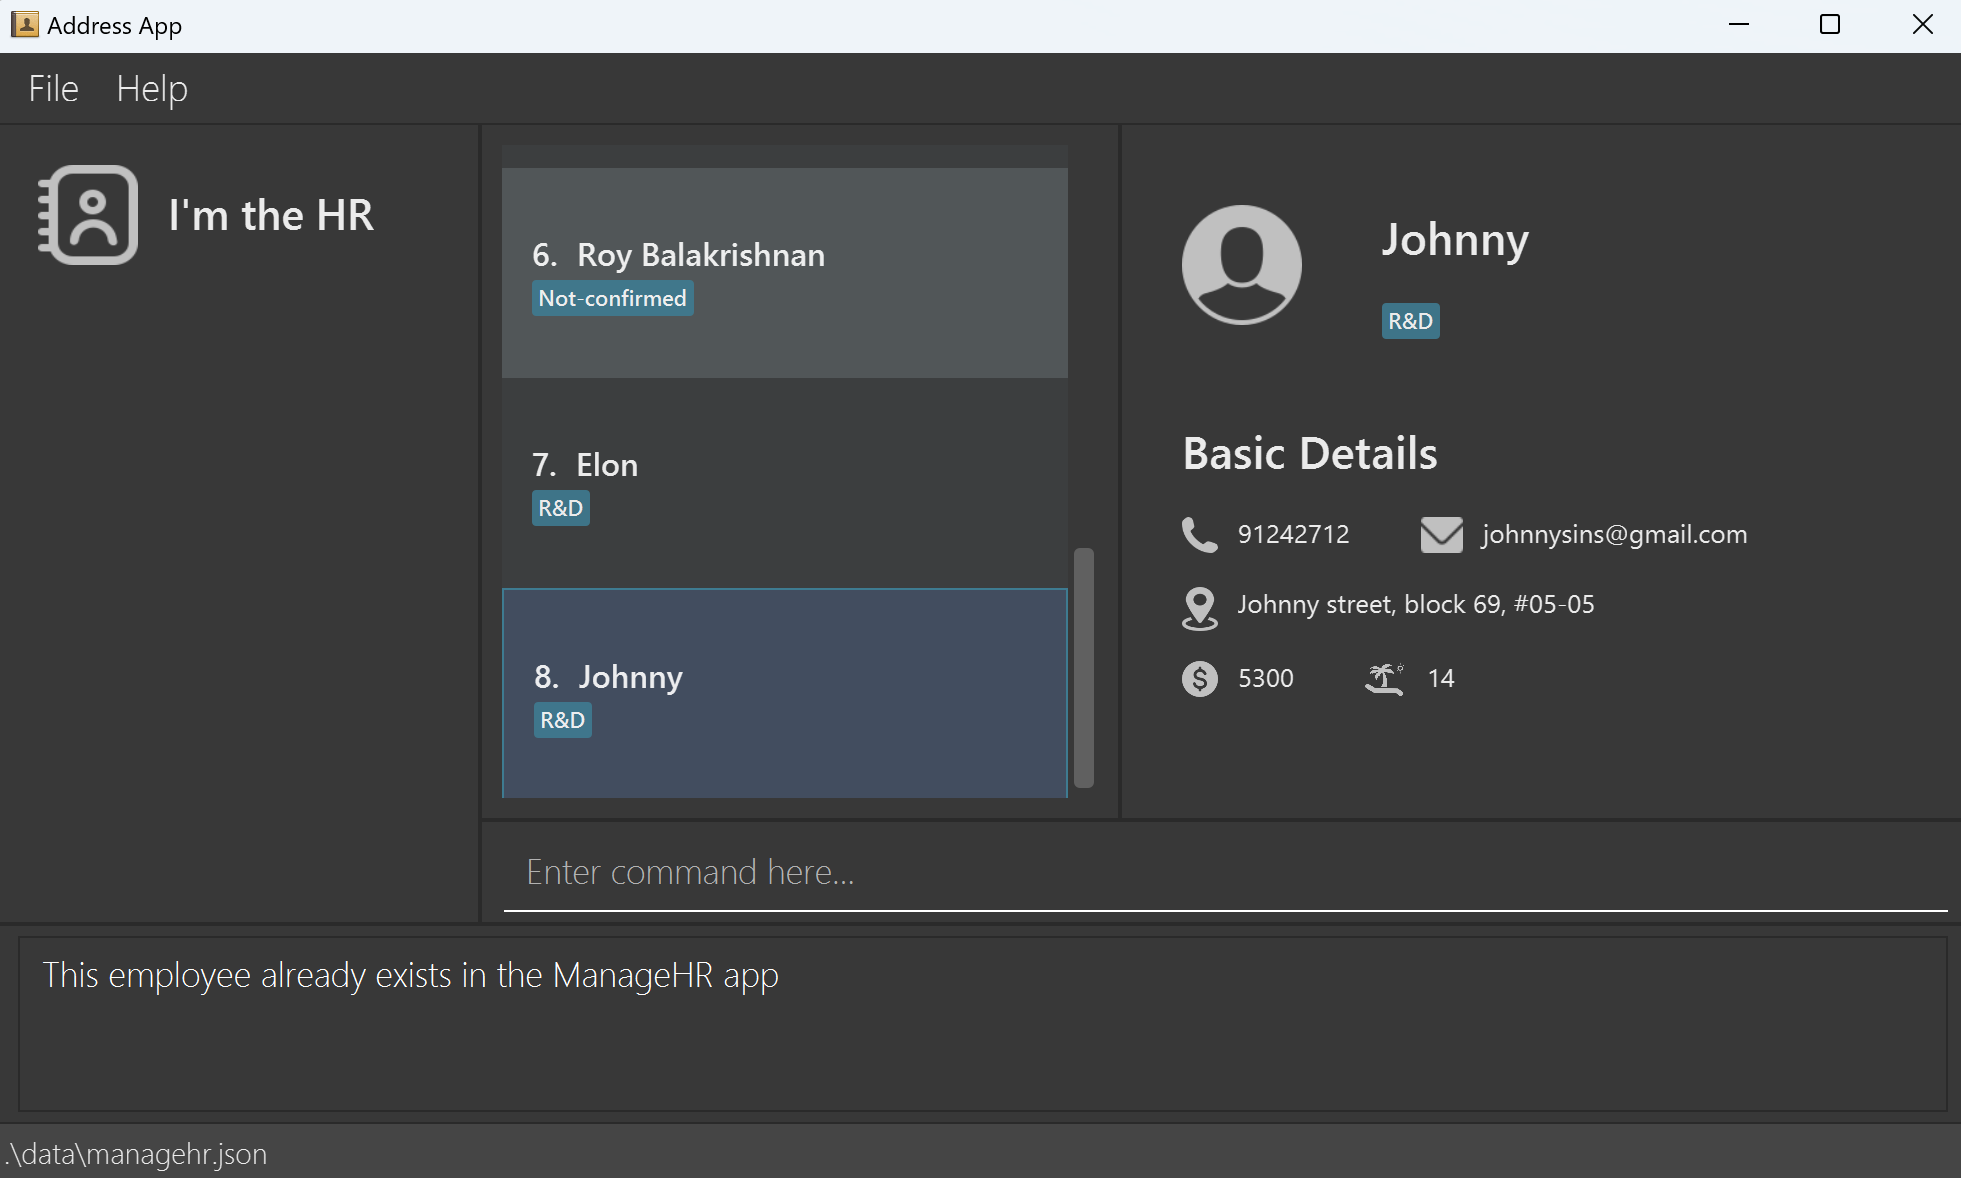 Address App
File Help
I'm the HR
6. Roy Balakrishnan
Not-confirmed
7. Elon
R&D
8. Johnny
R&D
Johnny
R&D
Basic Details
91242712 johnnysins@gmail.com
Johnny street, block 69, #05-05
5300 14
Enter command here...
This employee already exists in the ManageHR app
.\data\managehr.json